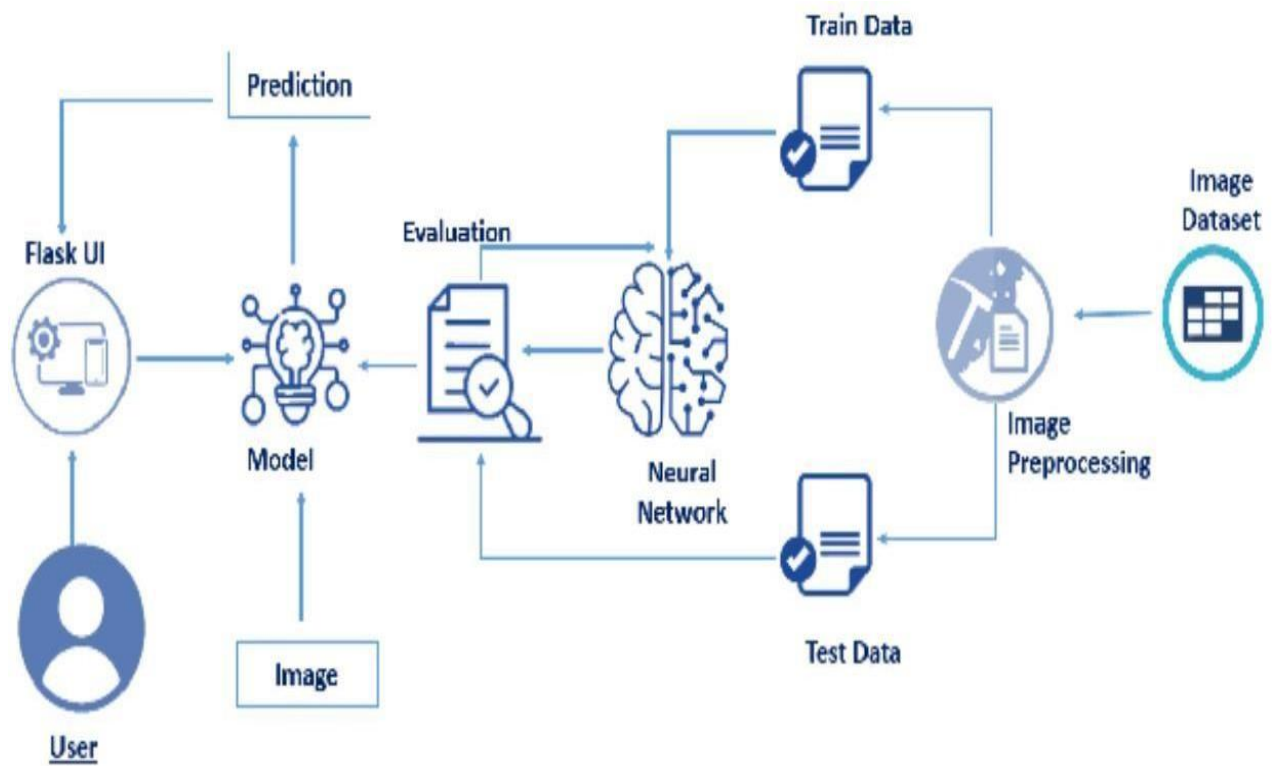 Train Data
Prediction
Image
Dataset
Evaluation
Flask UI
Image
Preprocessing
Model
Neural
Network
Test Data
Image
User